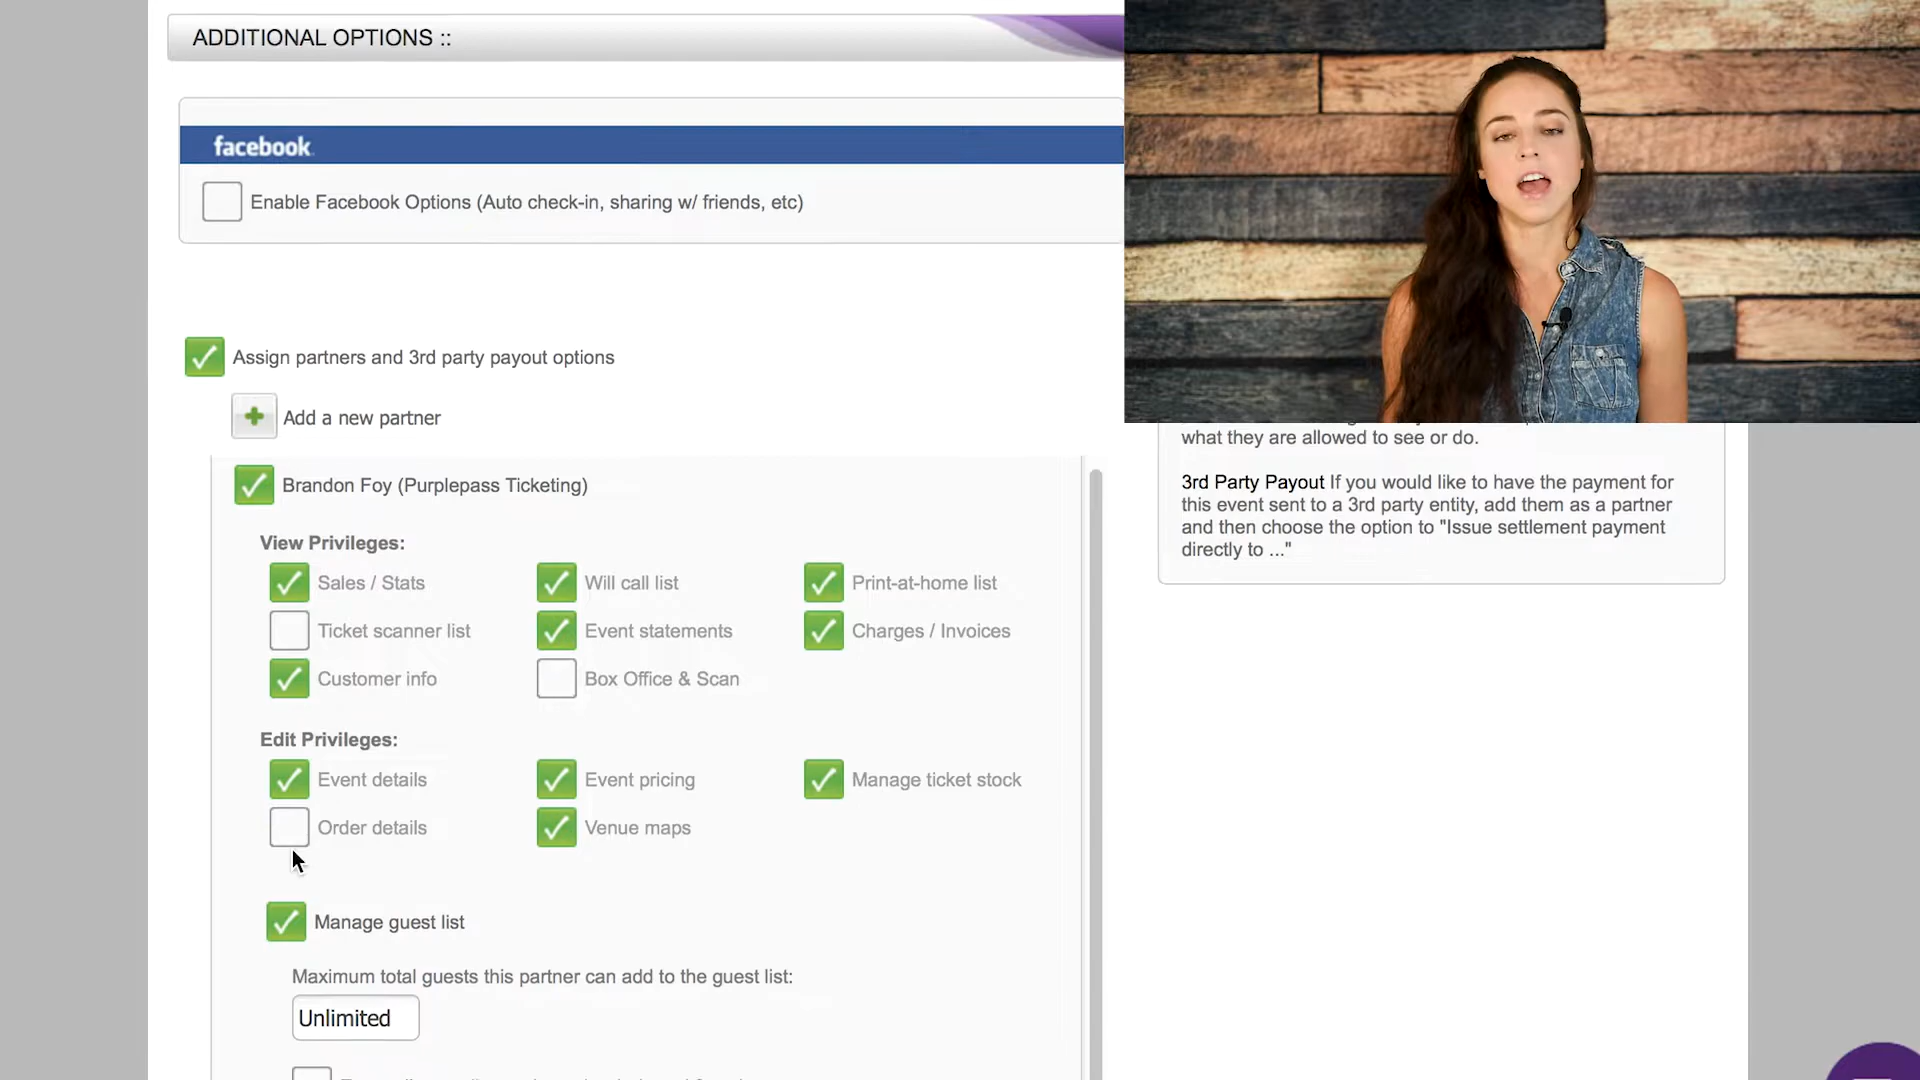 ADDITIONAL OPTIONS ::
facebook.
Enable Facebook Options (Auto check-in, sharing w/ friends, etc)
Assign partners and 3rd party payout options
Add a new partner
what they are allowed to see or do.
3rd Party Payout If you would like to have the payment for
this event sent to a 3rd party entity, add them as a partner
and then choose the option to "Issue settlement payment
directly to ..."
Brandon Foy (Purplepass Ticketing)
View Privileges:
Sales / Stats Will call list Print-at-home list
Ticket scanner list Event statements Charges / Invoices
Customer info Box Office & Scan
Edit Privileges:
Event details Event pricing Manage ticket stock
Order details Venue maps
Manage guest list
Maximum total guests this partner can add to the guest list:
Unlimited